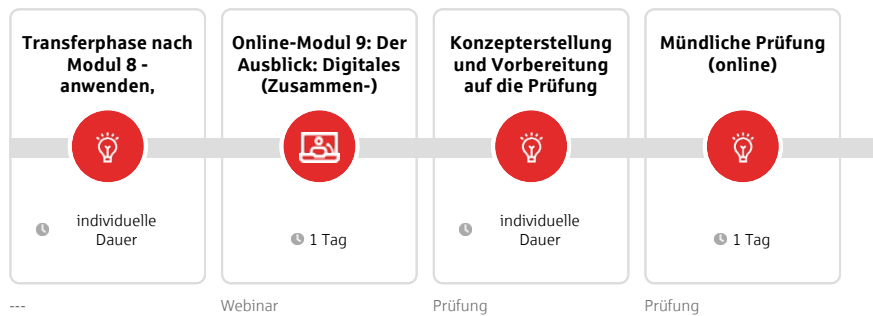 Transferphase nach
Modul 8 -
anwenden,
individuelle
Dauer
---
Online-Modul 9: Der
Ausblick: Digitales
(Zusammen-)
1 Tag
Webinar
Konzepterstellung
und Vorbereitung
auf die Prüfung
individuelle
Dauer
Prüfung
Mündliche Prüfung
(online)
1 Tag
Prüfung